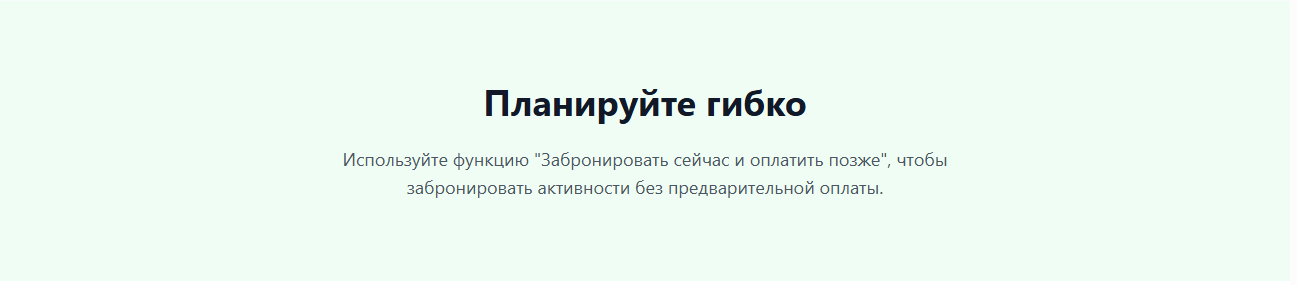 Планируйте гибко
Используйте функцию "Забронировать сейчас и оплатить позже", чтобы
забронировать активности без предварительной оплаты.